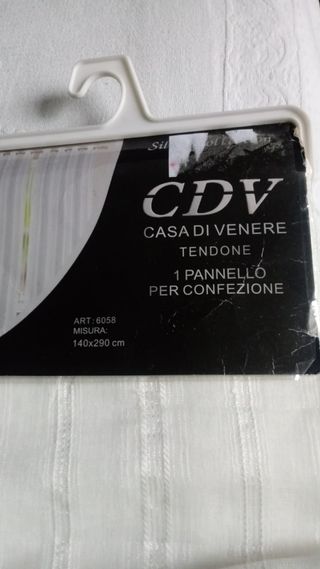 CDV
CASA DI VENERE
TENDONE
1 PANNELLO
PER CONFEZIONE
ART: 6058
MISURA:
140x290 cm